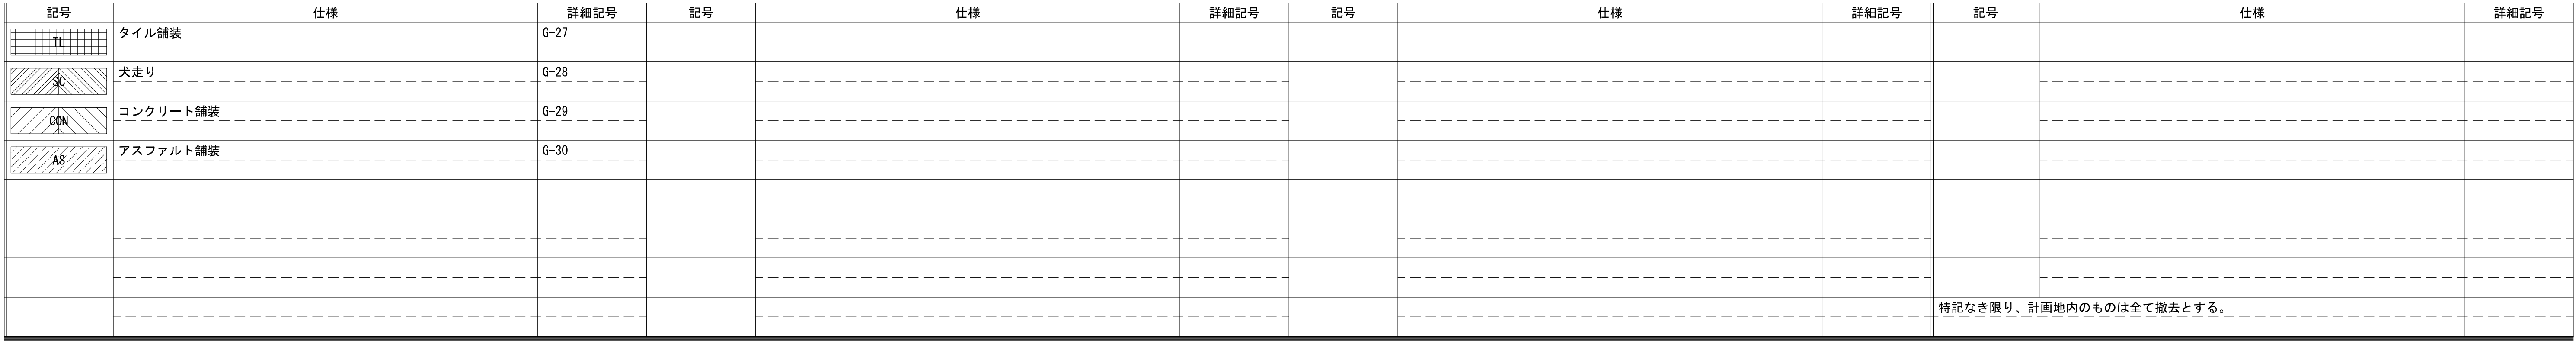 記号 仕様 詳細記号 記号 仕様 詳細記号 記号 仕様 詳細記号 記号 仕様 詳細記号
TL タイル舗装 G-27
SC 犬走り G-28
CON コンクリート舗装 G-29
AS アスファルト舗装 G-30
特記なき限り、計画地内のものは全て撤去とする。